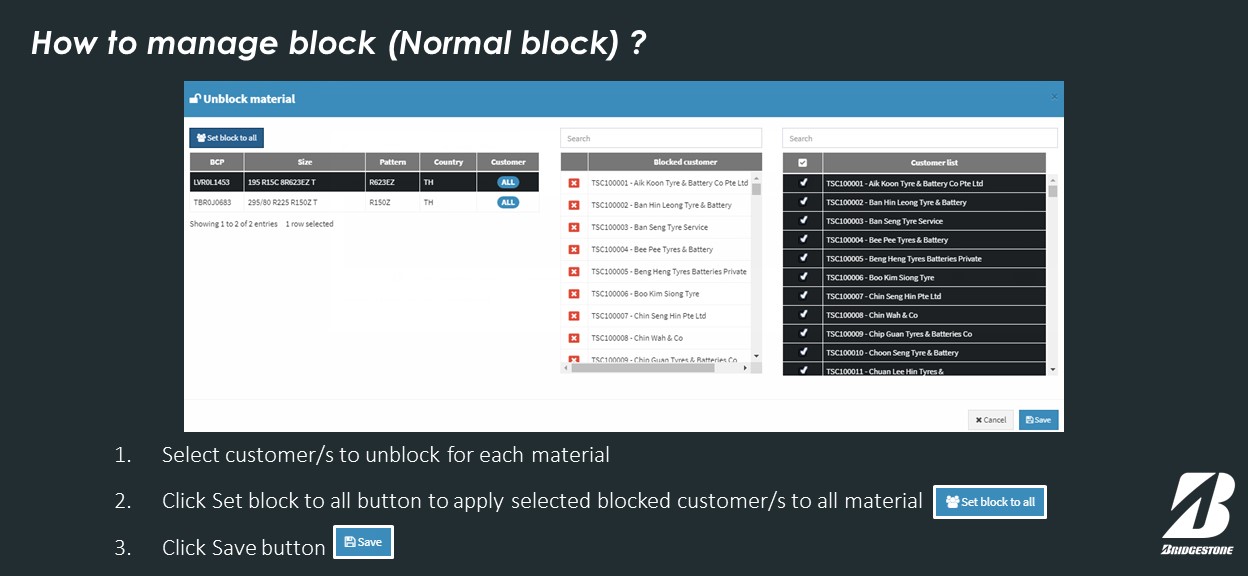 How to manage block (Normal block) ?
Unblock material
×
Set block to all
BCP Size Pattern Country Customer
LVR0L1453 195 R15C 8R623EZ T R623EZ TH ALL
TBR0J0683 295/80 R225 R150Z T R150Z TH ALL
Showing 1 to 2 of 2 entries 1 row selected
Search
Blocked customer
TSC100001 - Aik Koon Tyre & Battery Co Pte Ltd
TSC100002 - Ban Hin Leong Tyre & Battery
TSC100003 - Ban Seng Tyre Service
TSC100004 - Bee Pee Tyres & Battery
TSC100005 - Beng Heng Tyres Batteries Private
TSC100006 - Boo Kim Siong Tyre
TSC100007 - Chin Seng Hin Pte Ltd
TSC100008 - Chin Wah & Co
TSC100009 - Chip Guan Tyres & Batteries Co
Search
Customer list
TSC100001 - Aik Koon Tyre & Battery Co Pte Ltd
TSC100002 - Ban Hin Leong Tyre & Battery
TSC100003 - Ban Seng Tyre Service
TSC100004 - Bee Pee Tyres & Battery
TSC100005 - Beng Heng Tyres Batteries Private
TSC100006 - Boo Kim Siong Tyre
TSC100007 - Chin Seng Hin Pte Ltd
TSC100008 - Chin Wah & Co
TSC100009 - Chip Guan Tyres & Batteries Co
TSC100010 - Choon Seng Tyre & Battery
TSC100011 - Chuan Lee Hin Tyres &
Cancel Save
1. Select customer/s to unblock for each material
2. Click Set block to all button to apply selected blocked customer/s to all material Set block to all
3. Click Save button Save
BRIDGESTONE